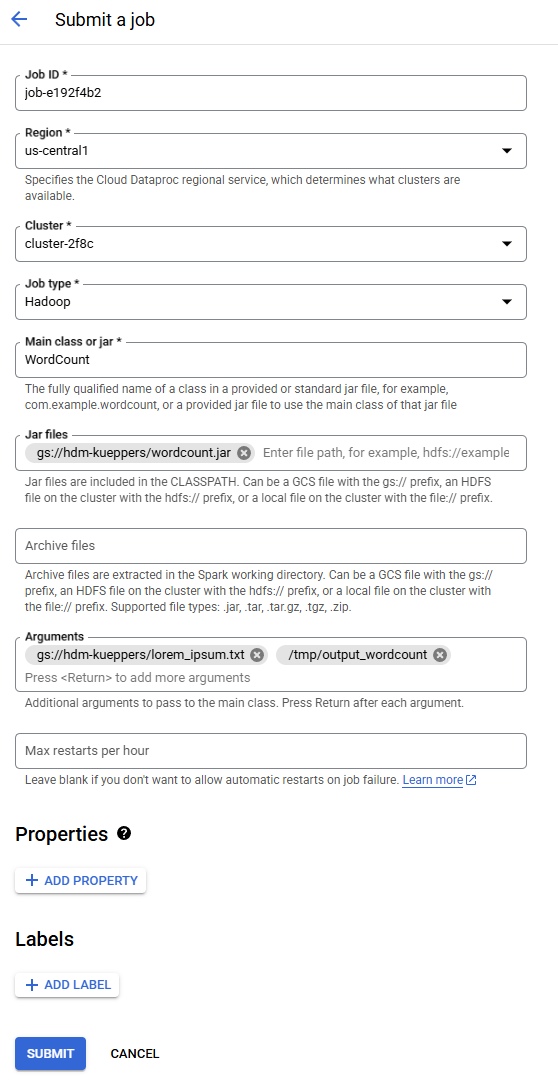 Submit a job
Job ID *
job-e192f4b2
Region *
us-central1
Specifies the Cloud Dataproc regional service, which determines what clusters are
available.
Cluster *
cluster-2f8c
Job type *
Hadoop
Main class or jar *
WordCount
The fully qualified name of a class in a provided or standard jar file, for example,
com.example.wordcount, or a provided jar file to use the main class of that jar file
Jar files
gs://hdm-kueppers/wordcount.jar Enter file path, for example, hdfs://example
Jar files are included in the CLASSPATH. Can be a GCS file with the gs:// prefix, an HDFS
file on the cluster with the hdfs:// prefix, or a local file on the cluster with the file:// prefix.
Archive files
Archive files are extracted in the Spark working directory. Can be a GCS file with the gs://
prefix, an HDFS file on the cluster with the hdfs:// prefix, or a local file on the cluster with
the file:// prefix. Supported file types: .jar, .tar, .tar.gz, .tgz, .zip.
Arguments
gs://hdm-kueppers/lorem_ipsum.txt /tmp/output_wordcount
Press <Return> to add more arguments
Additional arguments to pass to the main class. Press Return after each argument.
Max restarts per hour
Leave blank if you don't want to allow automatic restarts on job failure. Learn more
Properties ?
+ ADD PROPERTY
Labels
+ ADD LABEL
SUBMIT CANCEL